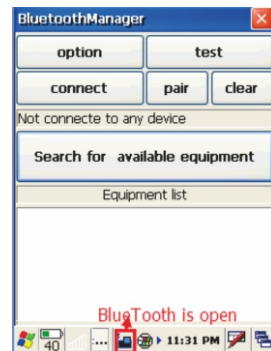 BluetoothManager
option test
connect pair clear
Not connecte to any device
Search for available equipment
Equipment list
BlueTooth is open
40 ... 11:31 PM